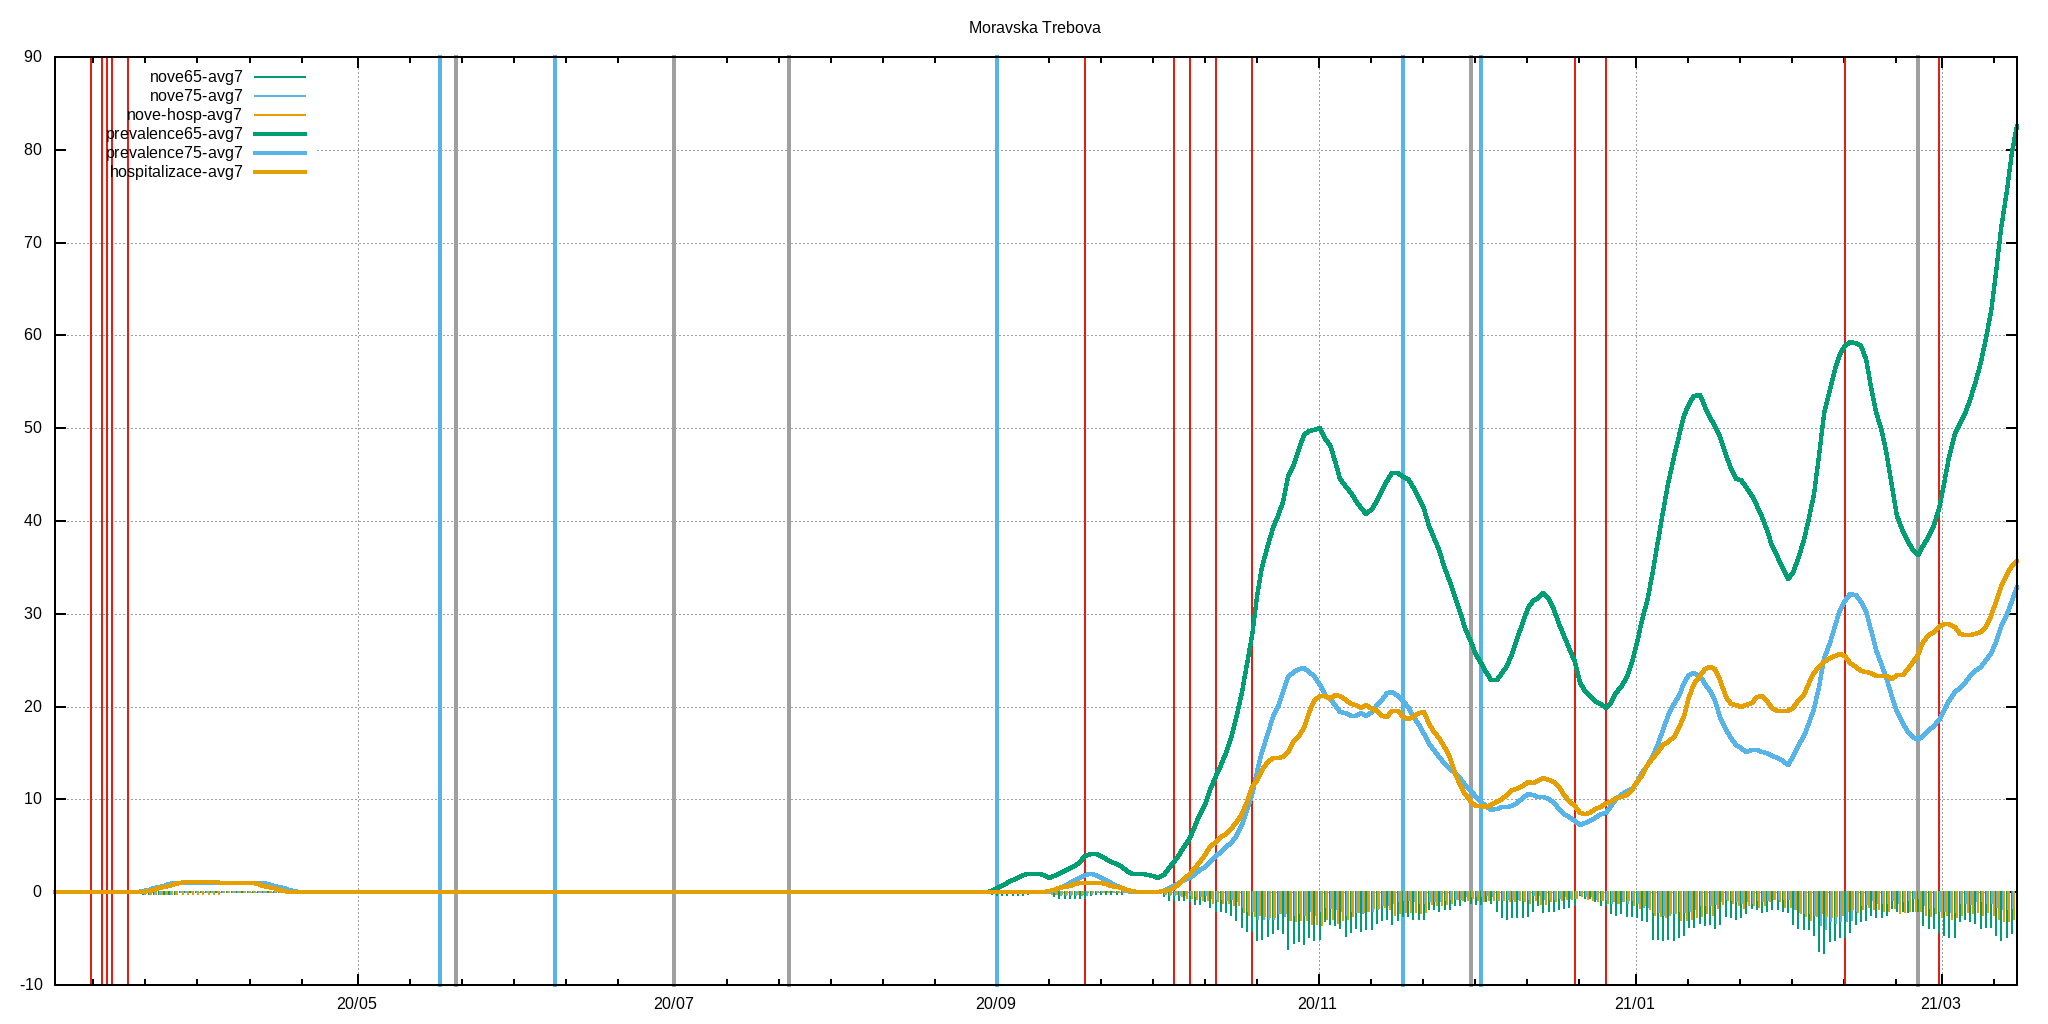 Moravska Trebova
90
80
70
60
50
40
30
20
10
0
-10
nove65-avg7
nove75-avg7
nove-hosp-avg7
prevalence65-avg7
prevalence75-avg7
hospitalizace-avg7
20/05
20/07
20/09
20/11
21/01
21/03